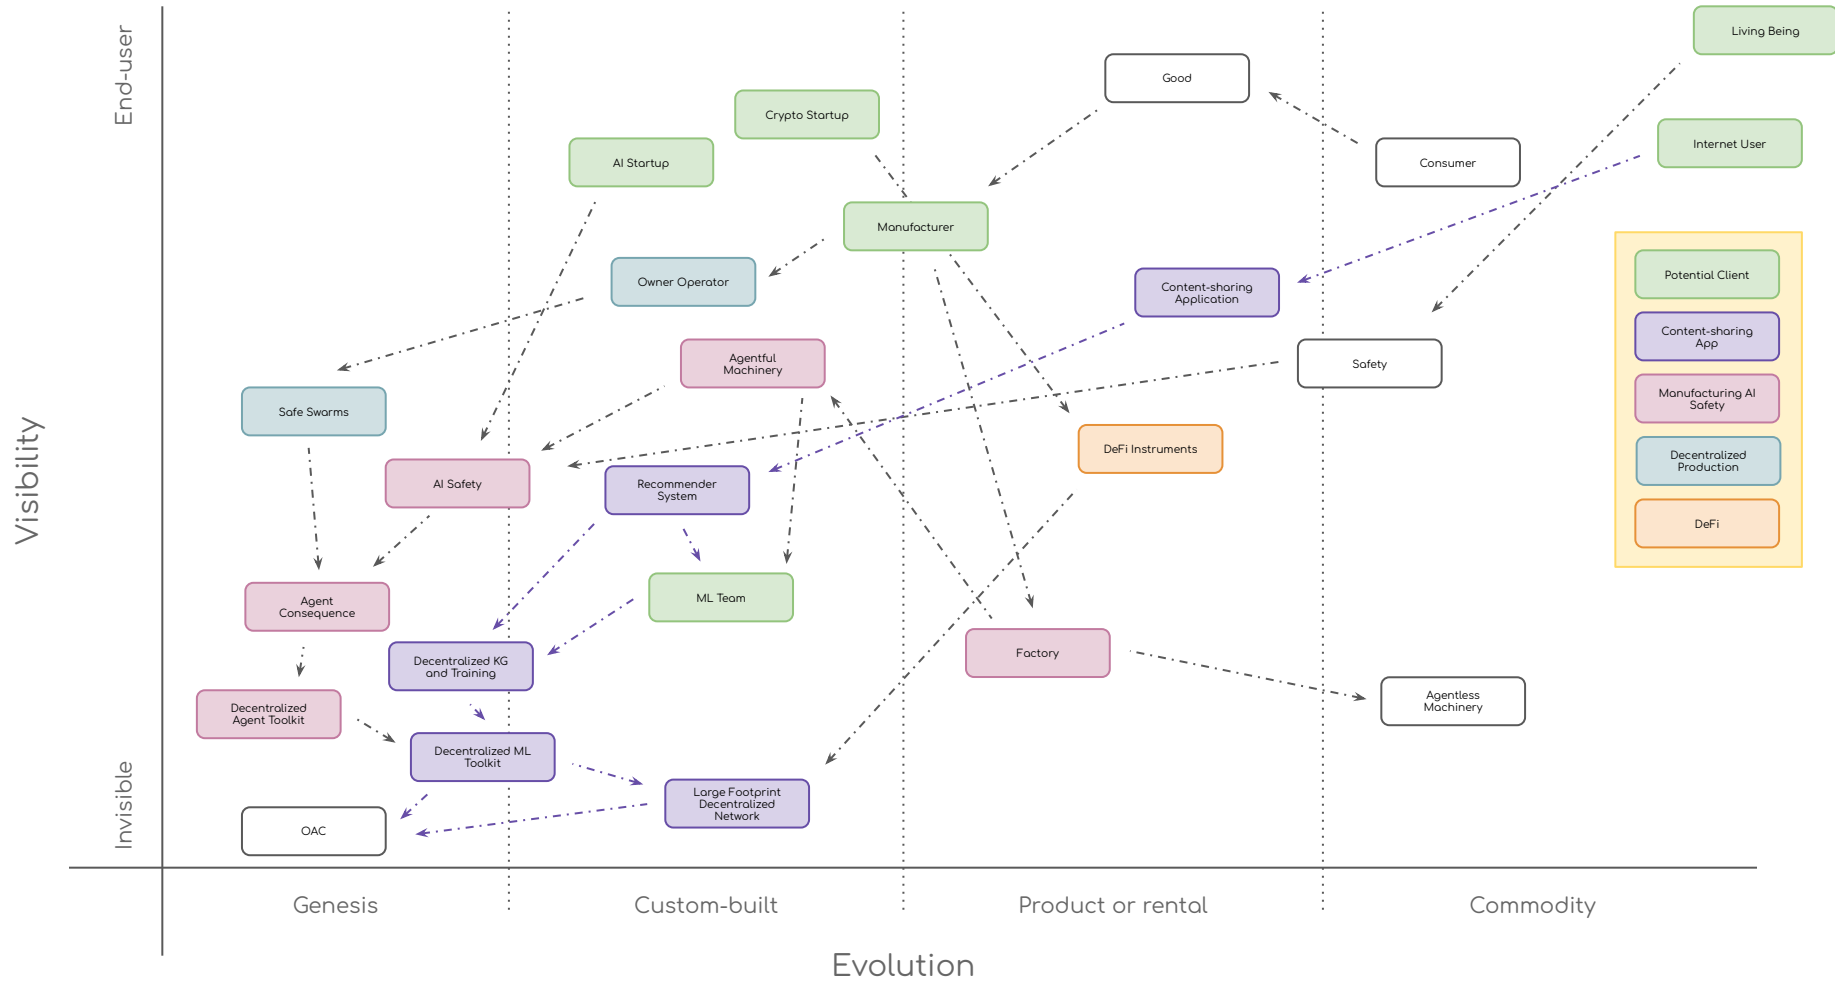 End-user
Visibility
Invisible
Living Being
Good
Crypto Startup
Internet User
AI Startup
Consumer
Manufacturer
Owner Operator
Content-sharing
Application
Agentful
Machinery
Safety
Safe Swarms
DeFi Instruments
AI Safety
Recommender
System
Agent
Consequence
ML Team
Decentralized KG
and Training
Factory
Decentralized
Agent Toolkit
Agentless
Machinery
Decentralized ML
Toolkit
Large Footprint
Decentralized
Network
OAC
Potential Client
Content-sharing
App
Manufacturing AI
Safety
Decentralized
Production
DeFi
Genesis
Custom-built
Product or rental
Commodity
Evolution